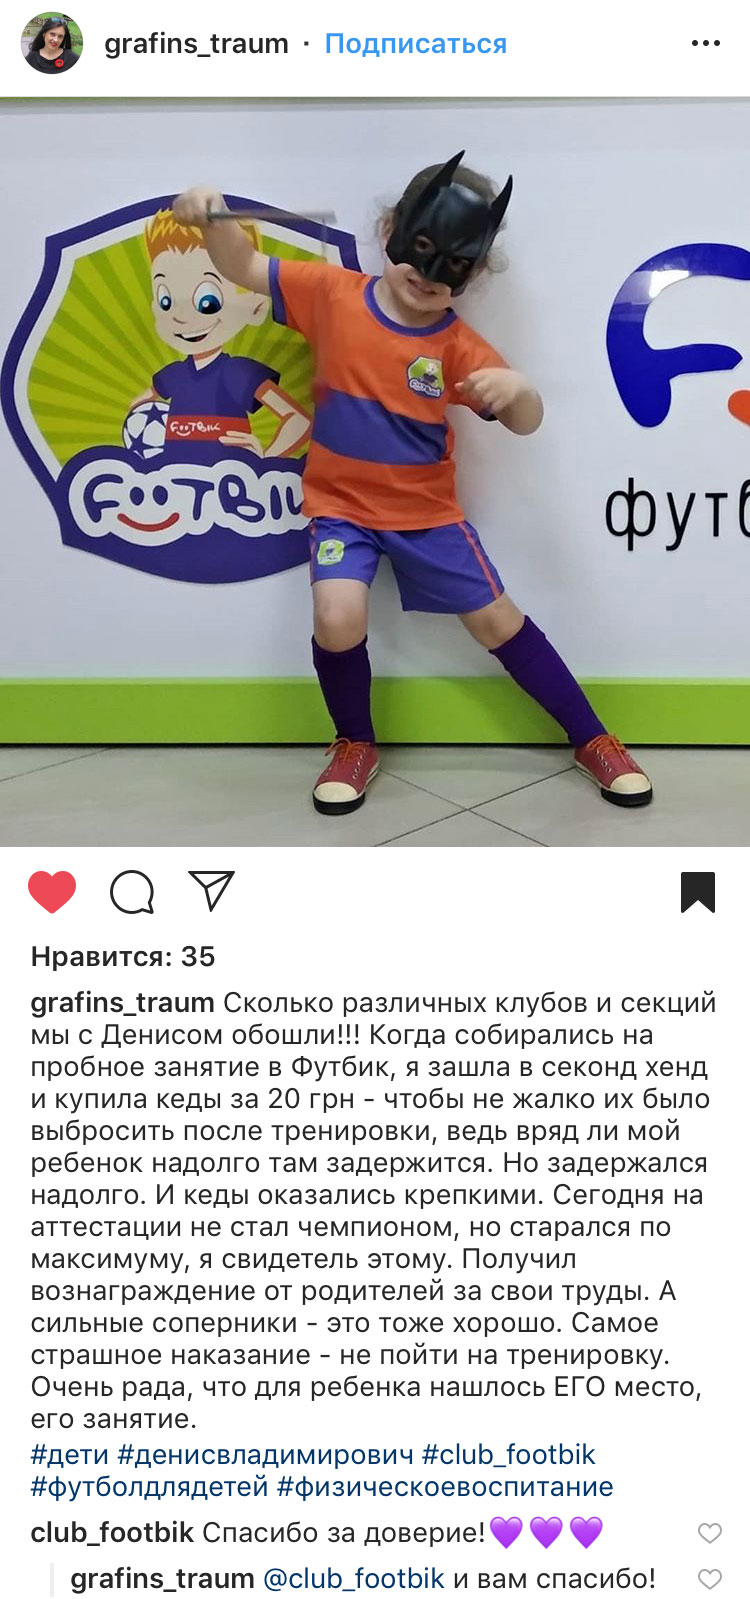 grafins_traum · Подписаться
FOOTBIK
FOOTBIK
футб
Нравится: 35
grafins_traum Сколько различных клубов и секций
мы с Денисом обошли!!! Когда собирались на
пробное занятие в Футбик, я зашла в секонд хенд
и купила кеды за 20 грн - чтобы не жалко их было
выбросить после тренировки, ведь вряд ли мой
ребенок надолго там задержится. Но задержался
надолго. И кеды оказались крепкими. Сегодня на
аттестации не стал чемпионом, но старался по
максимуму, я свидетель этому. Получил
вознаграждение от родителей за свои труды. А
сильные соперники - это тоже хорошо. Самое
страшное наказание - не пойти на тренировку.
Очень рада, что для ребенка нашлось ЕГО место,
его занятие.
#дети #денисвладимирович #club_footbik
#футболдлядетей #физическоевоспитание
club_footbik Спасибо за доверие!💜💜💜
grafins_traum @club_footbik и вам спасибо!